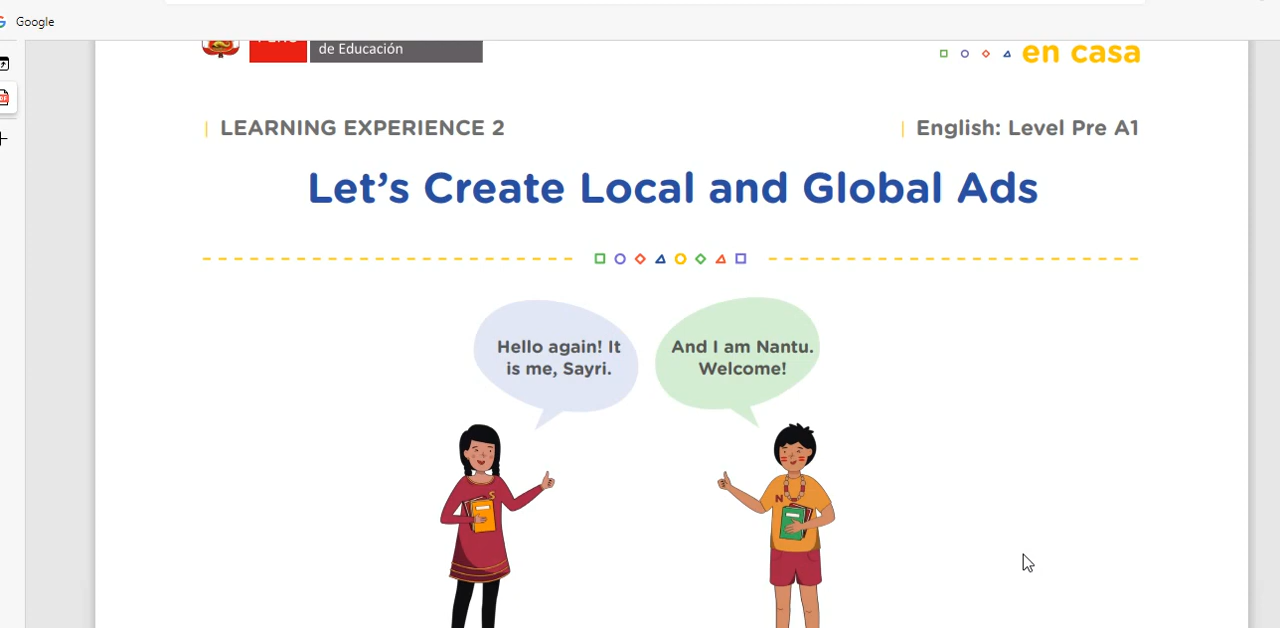 Google
de Educación
en casa
LEARNING EXPERIENCE 2
English: Level Pre A1
Let's Create Local and Global Ads
Hello again! It
is me, Sayri.
And I am Nantu.
Welcome!
S
N